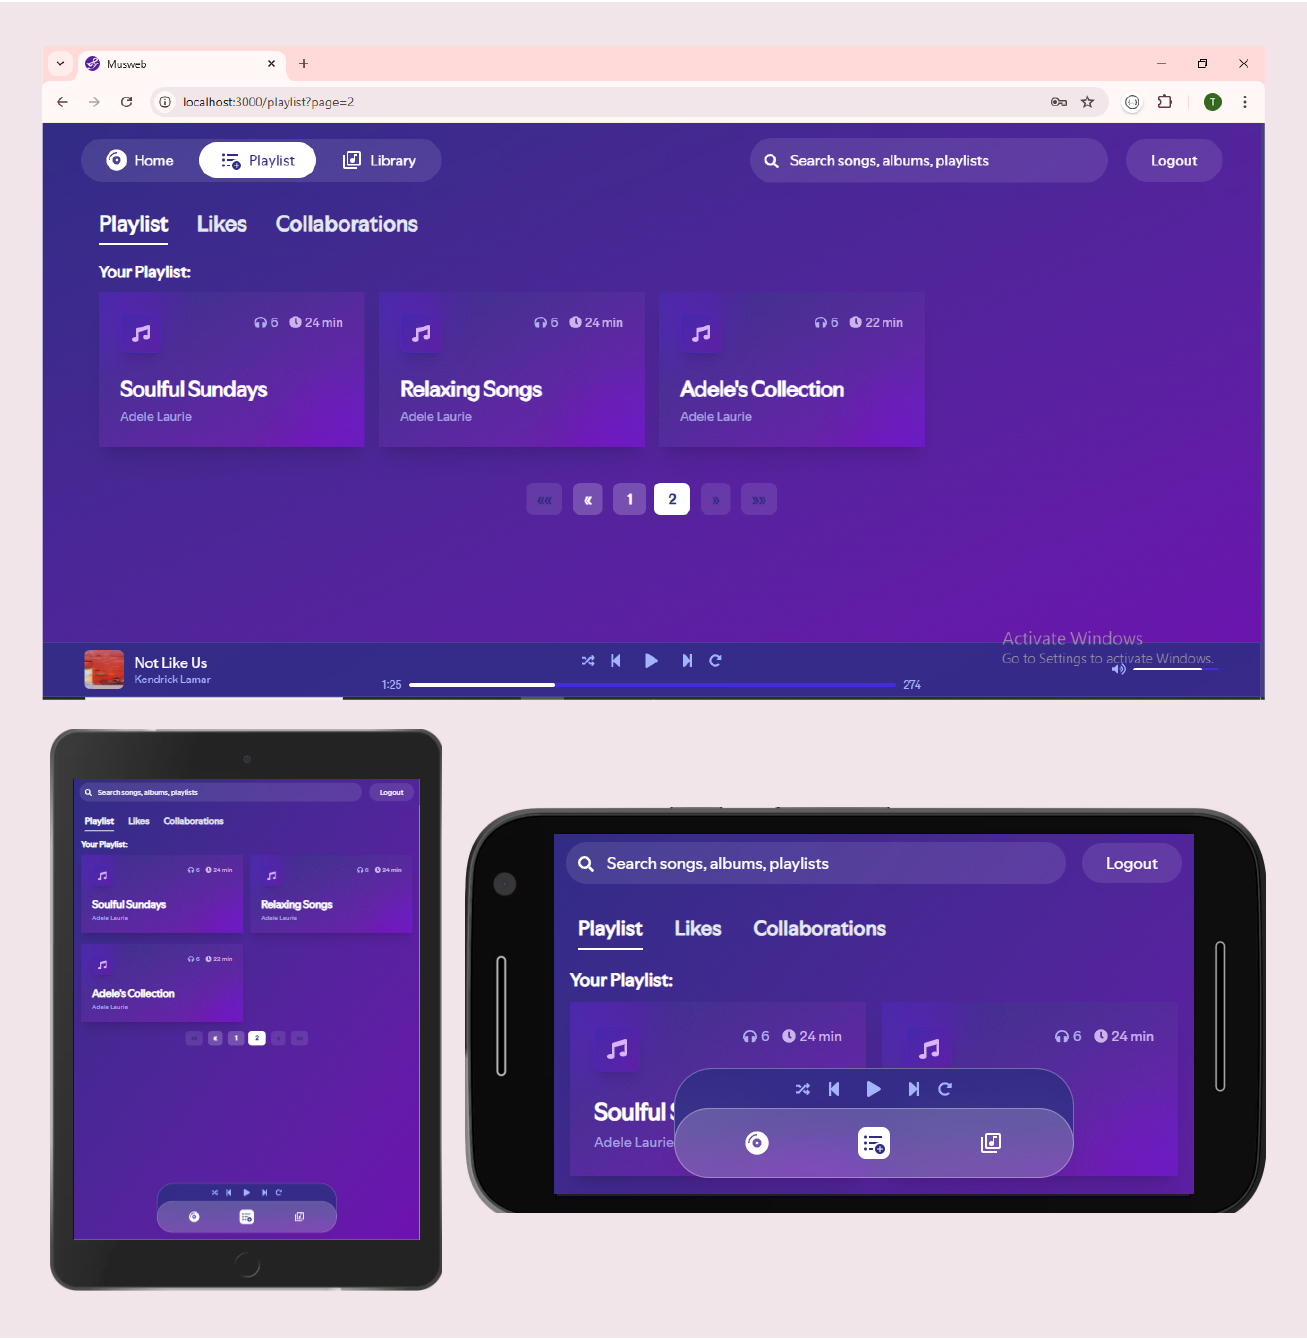 Musweb
localhost:3000/playlist?page=2
T
Home Playlist Library Search songs, albums, playlists Logout
Playlist Likes Collaborations
Your Playlist:
6 24 min 6 24 min 6 22 min
Soulful Sundays Relaxing Songs Adele's Collection
Adele Laurie Adele Laurie Adele Laurie
«« « 1 2 » »»
Activate Windows
Go to Settings to activate Windows.
Not Like Us
Kendrick Lamar
1:25 274
Search songs, albums, playlists Logout
Playlist Likes Collaborations
Your Playlist:
6 24 min 6 24 min
Soulful Sundays Relaxing Songs
Adele Laurie Adele Laurie
6 22 min
Adele's Collection
Adele Laurie
«« « 1 2 » »»
Search songs, albums, playlists Logout
Playlist Likes Collaborations
Your Playlist:
6 24 min 6 24 min
Soulful S
Adele Laurie